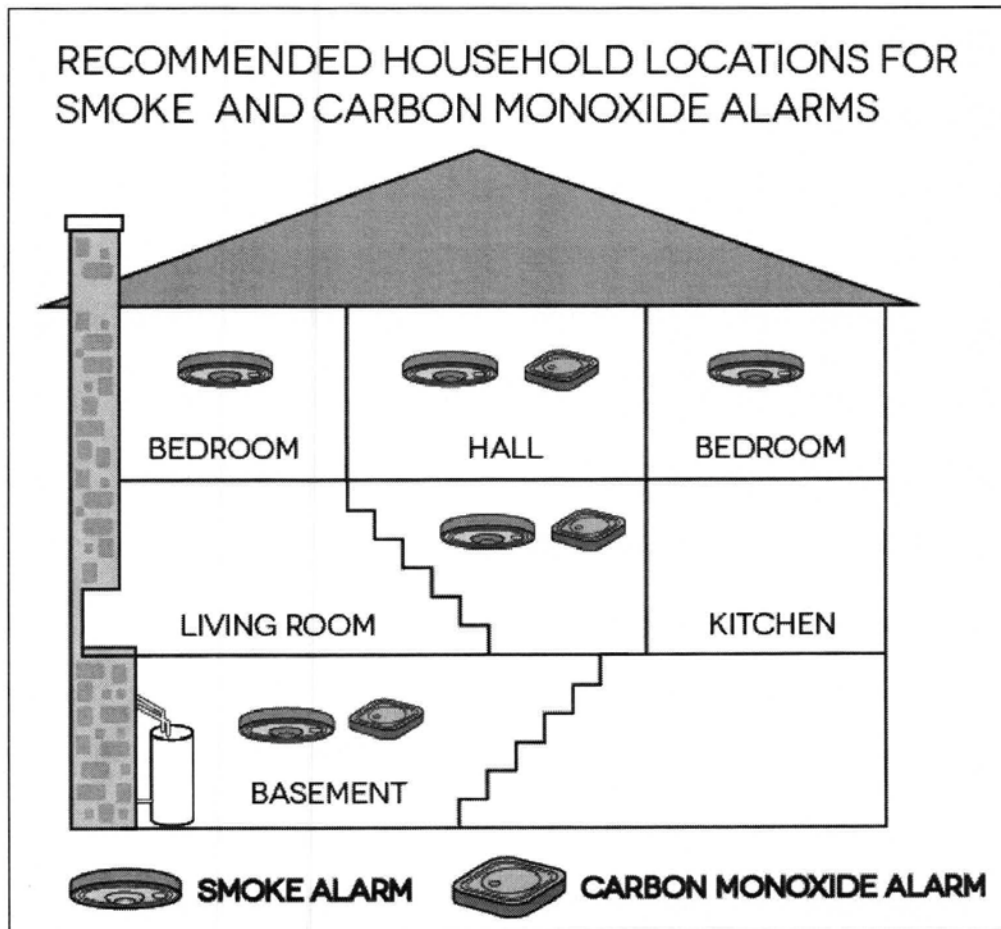 RECOMMENDED HOUSEHOLD LOCATIONS FOR
SMOKE AND CARBON MONOXIDE ALARMS
BEDROOM
HALL
BEDROOM
LIVING ROOM
KITCHEN
BASEMENT
SMOKE ALARM
CARBON MONOXIDE ALARM